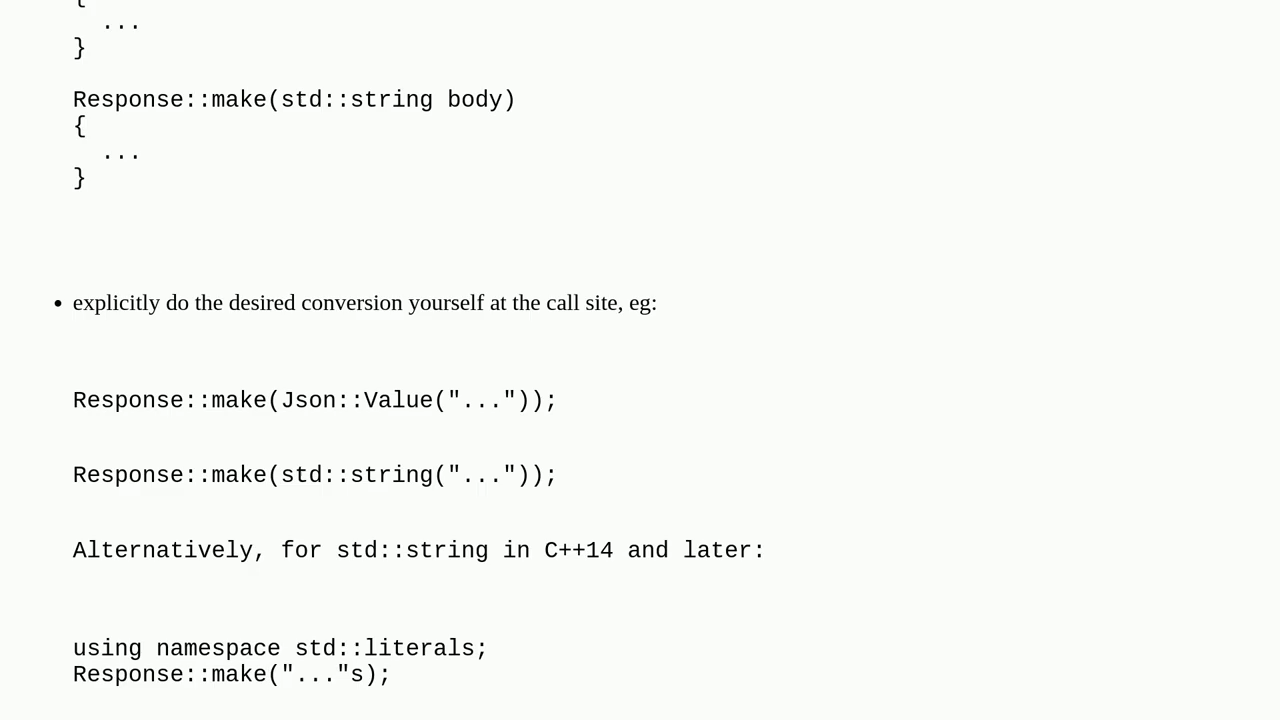 {
  ...
}
Response::make(std::string body)
{
  ...
}
• explicitly do the desired conversion yourself at the call site, eg:
Response::make(Json::Value("..."));
Response::make(std::string("..."));
Alternatively, for std::string in C++14 and later:
using namespace std::literals;
Response::make("..."s);